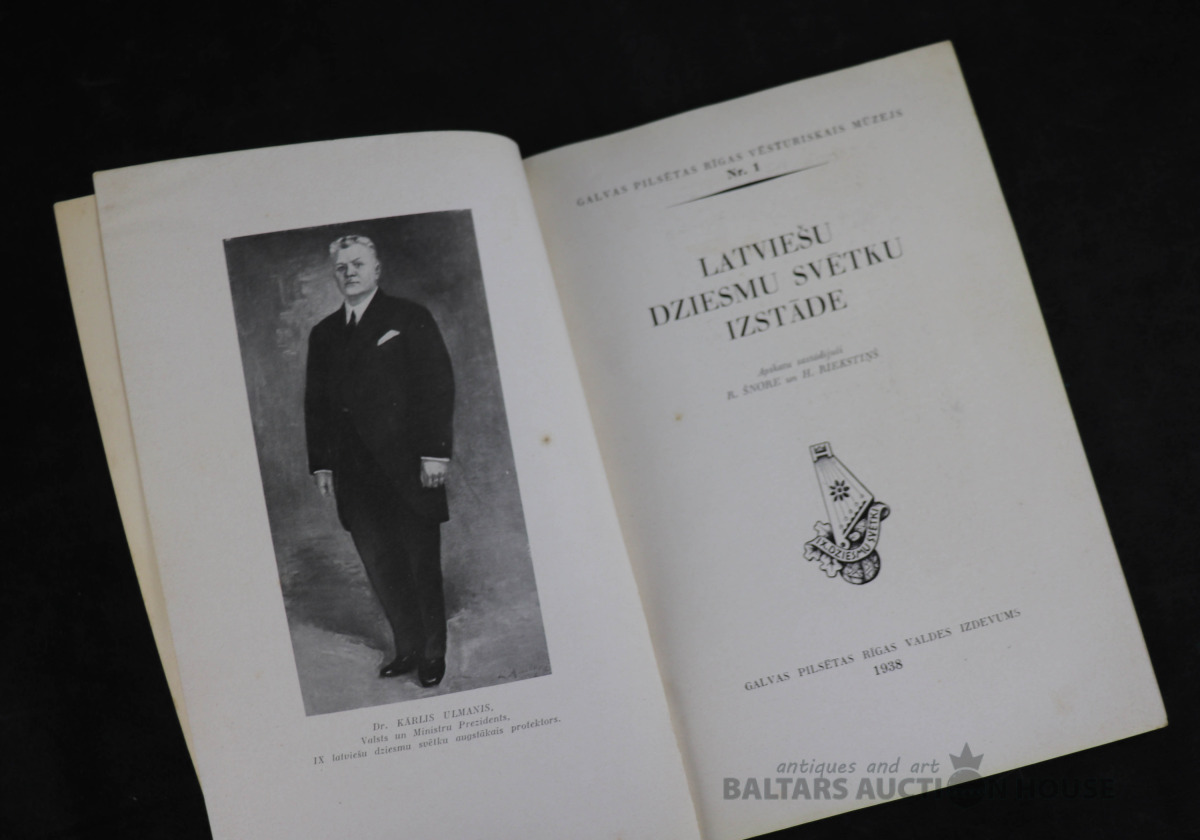 Dr. KĀRLIS ULMANIS,
Valsts un Ministru Prezidents,
IX latviešu dziesmu svētku augstākais protektors.
GALVAS PILSĒTAS RĪGAS VĒSTURISKAIS MŪZEJS
Nr. 1
LATVIEŠU
DZIESMU SVĒTKU
IZSTĀDE
Apskatu sastādījuši
R. ŠNORE un H. BIEKSTIŅŠ.
IX. DZIESMU SVĒTKI
GALVAS PILSĒTAS RĪGAS VALDES IZDEVUMS
1938
antiques and art
BALTARS AUCTION HOUSE